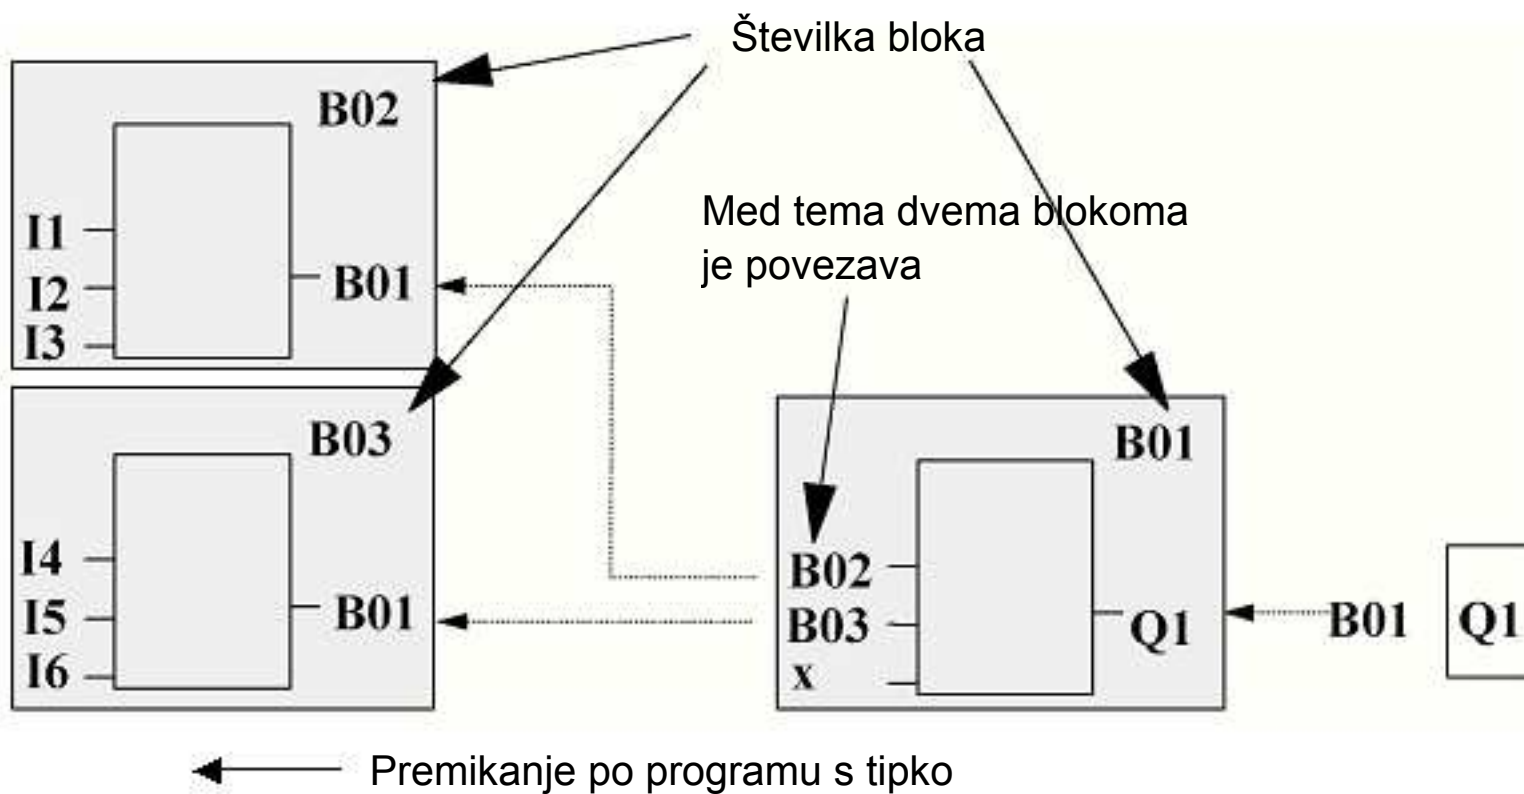 Številka bloka
B02
I1
I2
I3
B01
Med tema dvema blokoma
je povezava
B03
I4
I5
I6
B01
B01
B02
B03
x
Q1
B01
Q1
Premikanje po programu s tipko